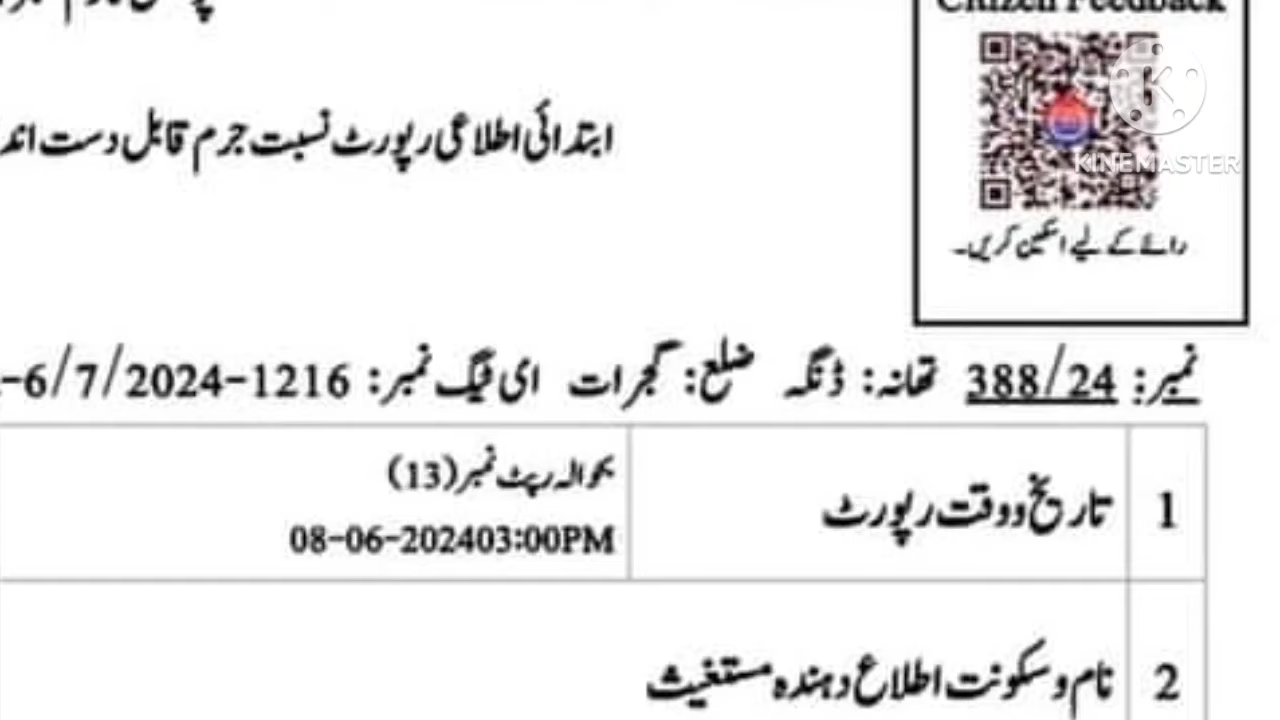 Citizen Feedback
KINEMASTER
ابتدائی اطلاعی رپورٹ نسبت جرم قابل دست
رائے کے لیے اسکین کریں۔
نمبر: 388/24 تھانہ: ڈنگہ ضلع: گجرات ای ٹیگ نمبر: 6/7/2024-1216-
1 تاریخ ووقت رپورٹ بحوالہ رپٹ نمبر(13)
08-06-202403:00PM
2 نام و سکونت اطلاع دہندہ مستغیث